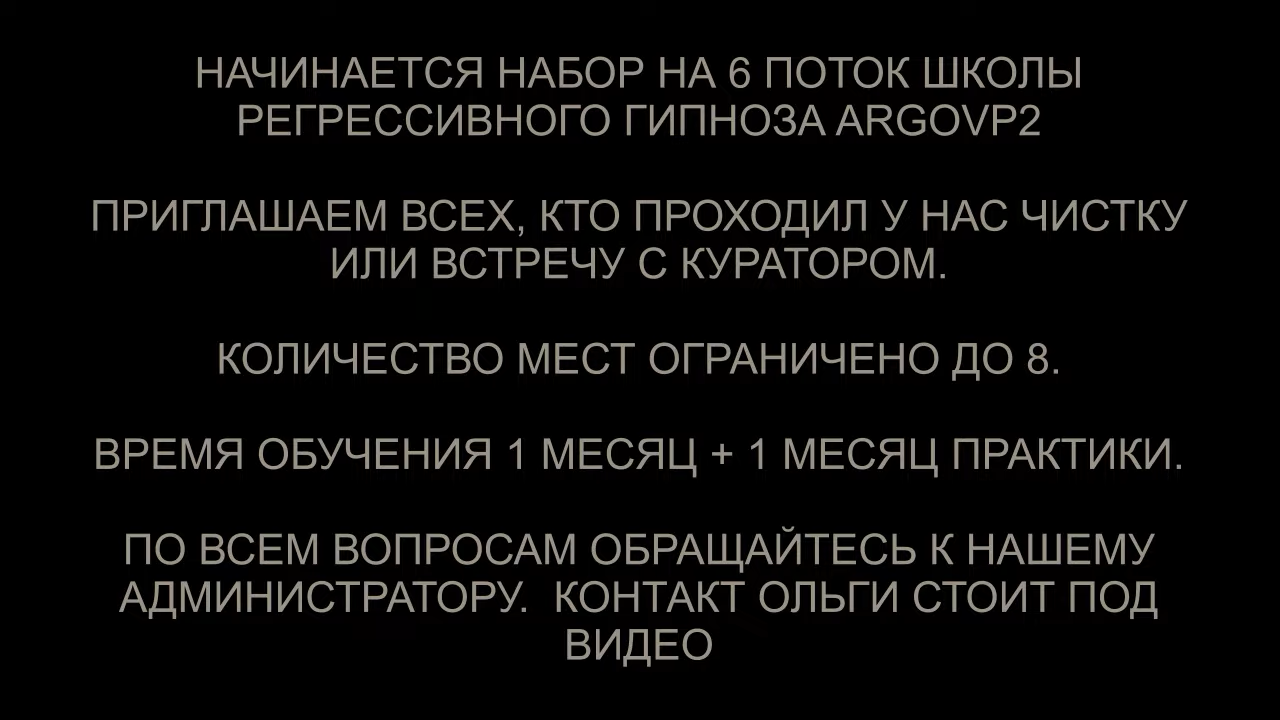 НАЧИНАЕТСЯ НАБОР НА 6 ПОТОК ШКОЛЫ
РЕГРЕССИВНОГО ГИПНОЗА ARGOVP2
ПРИГЛАШАЕМ ВСЕХ, КТО ПРОХОДИЛ У НАС ЧИСТКУ
ИЛИ ВСТРЕЧУ С КУРАТОРОМ.
КОЛИЧЕСТВО МЕСТ ОГРАНИЧЕНО ДО 8.
ВРЕМЯ ОБУЧЕНИЯ 1 МЕСЯЦ + 1 МЕСЯЦ ПРАКТИКИ.
ПО ВСЕМ ВОПРОСАМ ОБРАЩАЙТЕСЬ К НАШЕМУ
АДМИНИСТРАТОРУ.  КОНТАКТ ОЛЬГИ СТОИТ ПОД
ВИДЕО